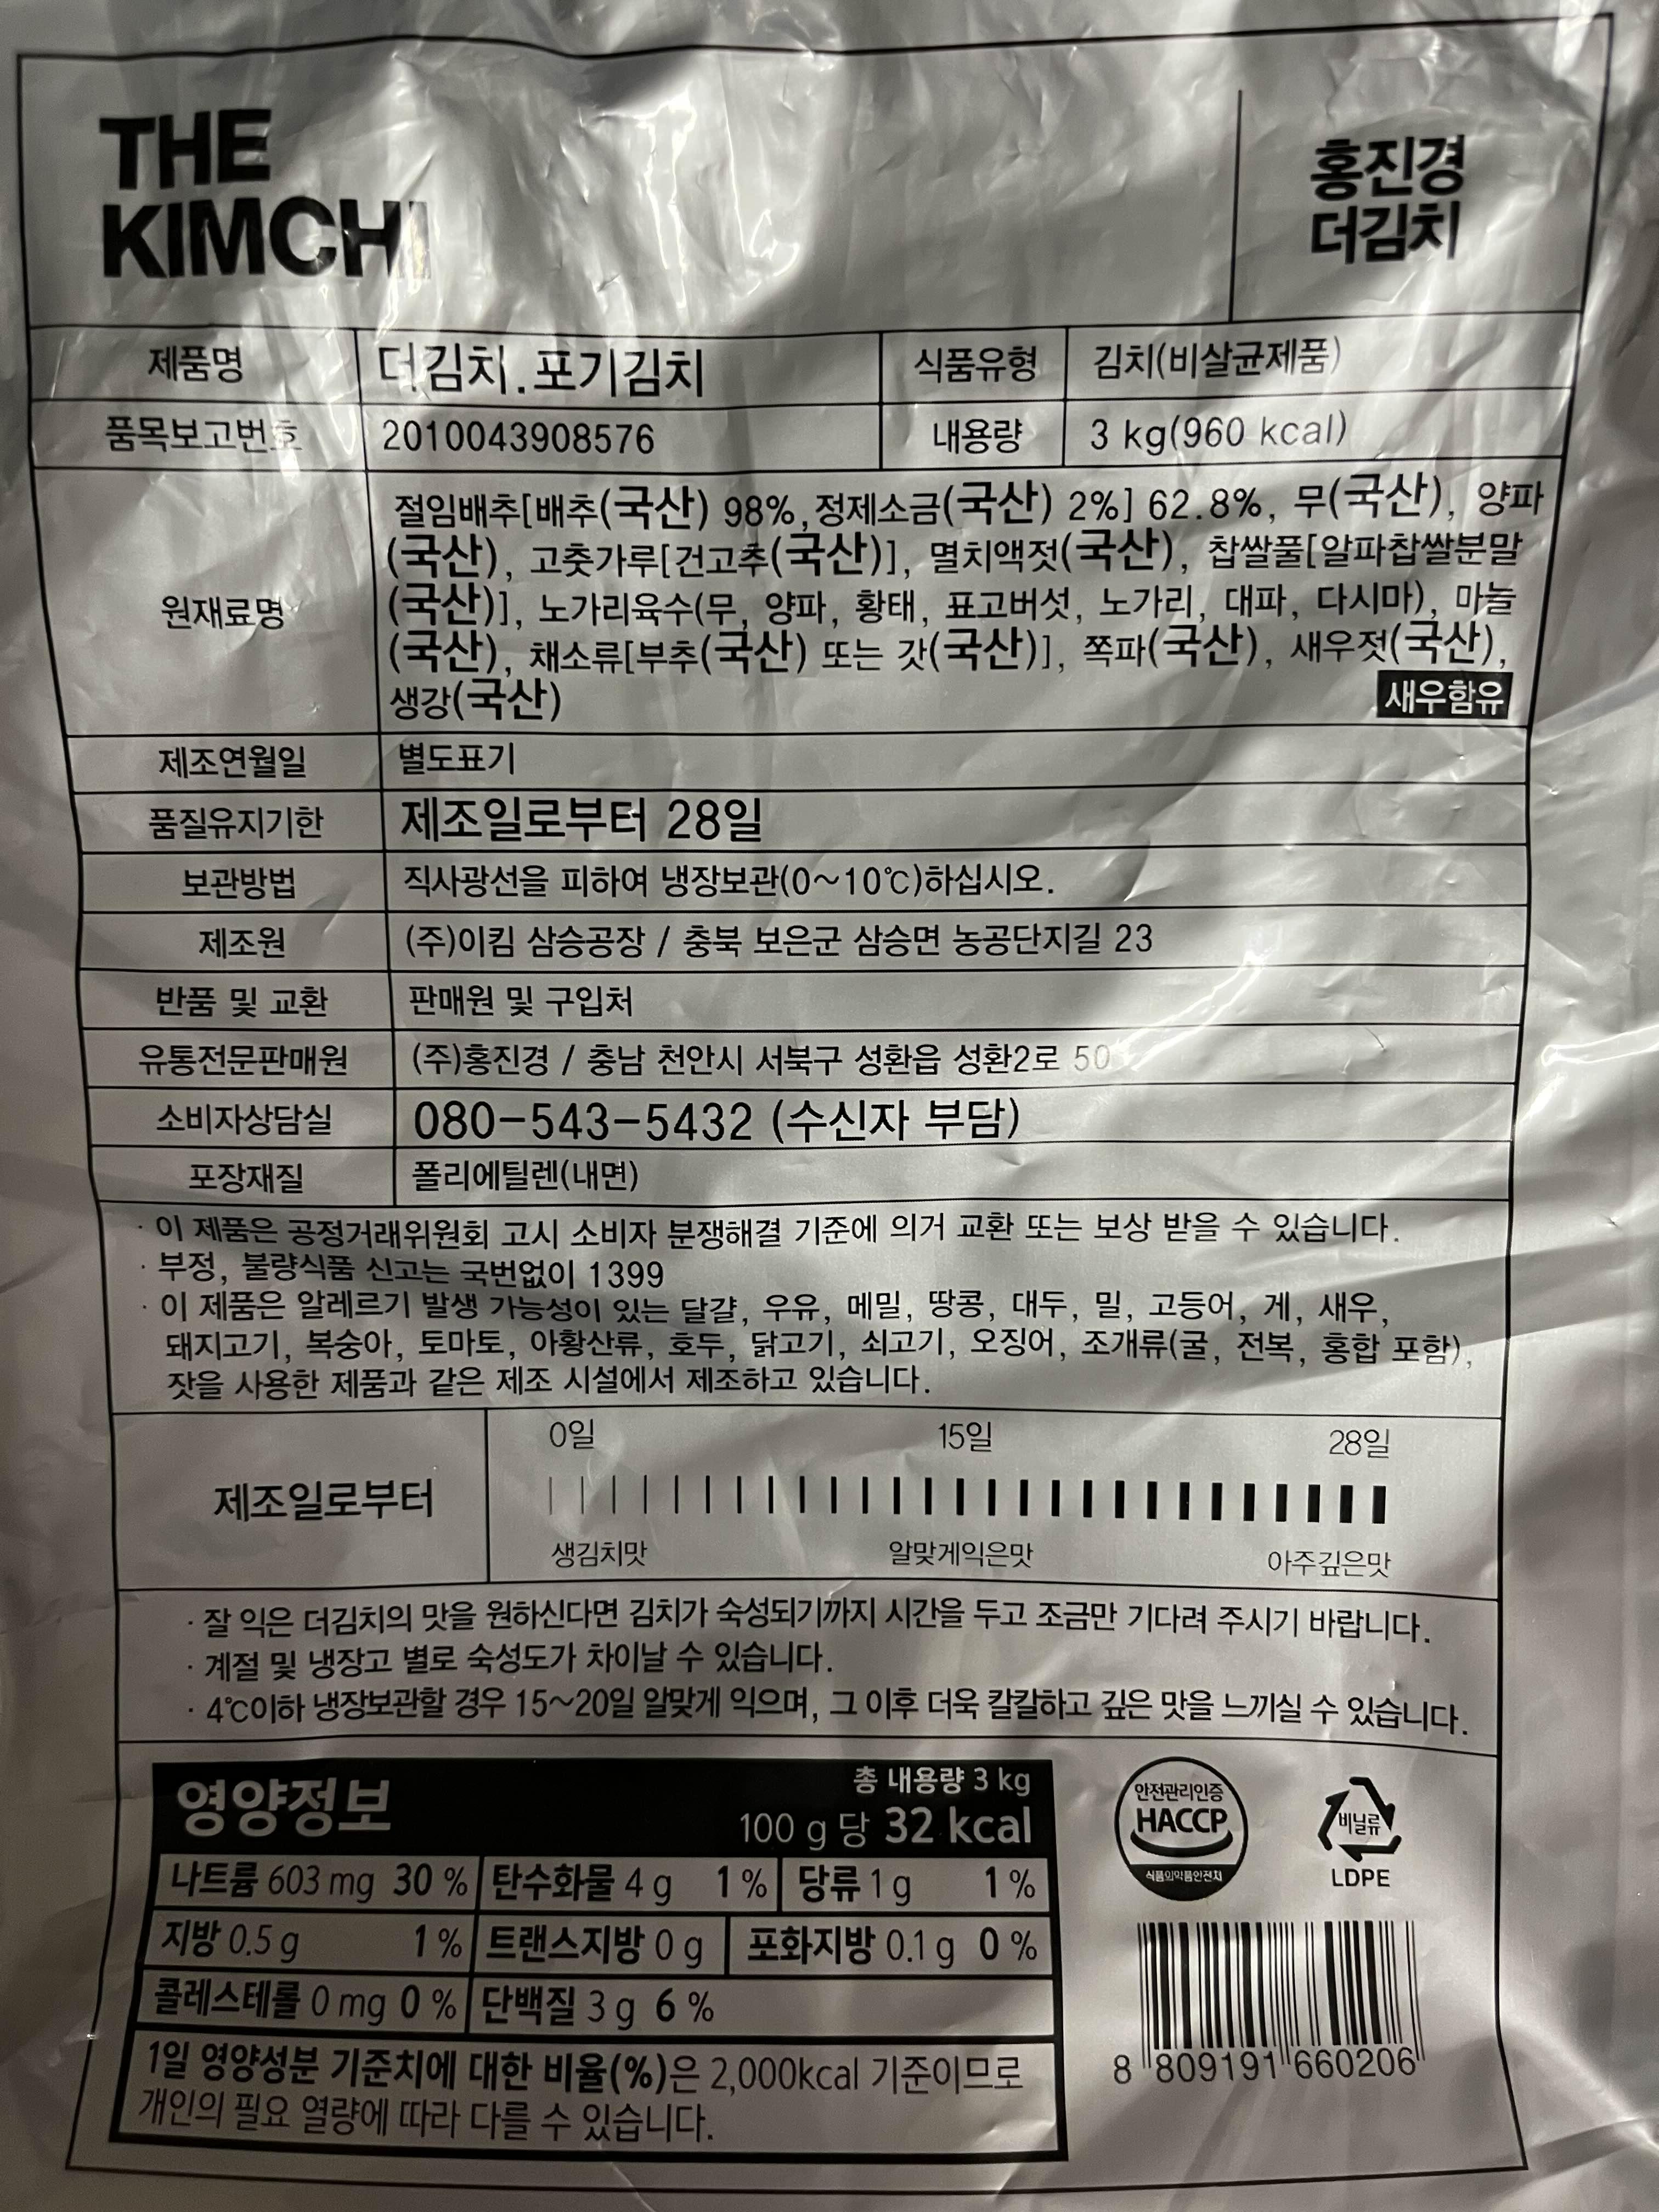 THE
KIMCHI
홍진경
더김치
제품명 더김치.포기김치 식품유형 김치(비살균제품)
품목보고번호 2010043908576 내용량 3 kg(960 kcal)
원재료명
절임배추[배추(국산) 98%,정제소금(국산) 2%] 62.8%, 무(국산), 양파
(국산), 고춧가루[건고추(국산)], 멸치액젓(국산), 찹쌀풀[알파찹쌀분말
(국산)], 노가리육수(무, 양파, 황태, 표고버섯, 노가리, 대파, 다시마), 마늘
(국산), 채소류[부추(국산) 또는 갓(국산)], 쪽파(국산), 새우젓(국산),
생강(국산) 새우함유
제조연월일 별도표기
품질유지기한 제조일로부터 28일
보관방법 직사광선을 피하여 냉장보관(0~10℃)하십시오.
제조원 (주)이킴 삼승공장 / 충북 보은군 삼승면 농공단지길 23
반품 및 교환 판매원 및 구입처
유통전문판매원 (주)홍진경 / 충남 천안시 서북구 성환읍 성환2로 50
소비자상담실 080-543-5432 (수신자 부담)
포장재질 폴리에틸렌(내면)
· 이 제품은 공정거래위원회 고시 소비자 분쟁해결 기준에 의거 교환 또는 보상 받을 수 있습니다.
· 부정, 불량식품 신고는 국번없이 1399
· 이 제품은 알레르기 발생 가능성이 있는 달걀, 우유, 메밀, 땅콩, 대두, 밀, 고등어, 게, 새우,
돼지고기, 복숭아, 토마토, 아황산류, 호두, 닭고기, 쇠고기, 오징어, 조개류(굴, 전복, 홍합 포함),
잣을 사용한 제품과 같은 제조 시설에서 제조하고 있습니다.
제조일로부터
0일 15일 28일
생김치맛 알맞게익은맛 아주깊은맛
· 잘 익은 더김치의 맛을 원하신다면 김치가 숙성되기까지 시간을 두고 조금만 기다려 주시기 바랍니다.
· 계절 및 냉장고 별로 숙성도가 차이날 수 있습니다.
· 4℃이하 냉장보관할 경우 15~20일 알맞게 익으며, 그 이후 더욱 칼칼하고 깊은 맛을 느끼실 수 있습니다.
영양정보
총 내용량 3 kg
100 g 당 32 kcal
나트륨 603 mg 30 % 탄수화물 4 g 1 % 당류 1 g 1 %
지방 0.5 g 1 % 트랜스지방 0 g 포화지방 0.1 g 0 %
콜레스테롤 0 mg 0 % 단백질 3 g 6 %
1일 영양성분 기준치에 대한 비율(%)은 2,000kcal 기준이므로
개인의 필요 열량에 따라 다를 수 있습니다.
안전관리인증
HACCP
식품의약품안전처
비닐류
LDPE
8 809191 660206